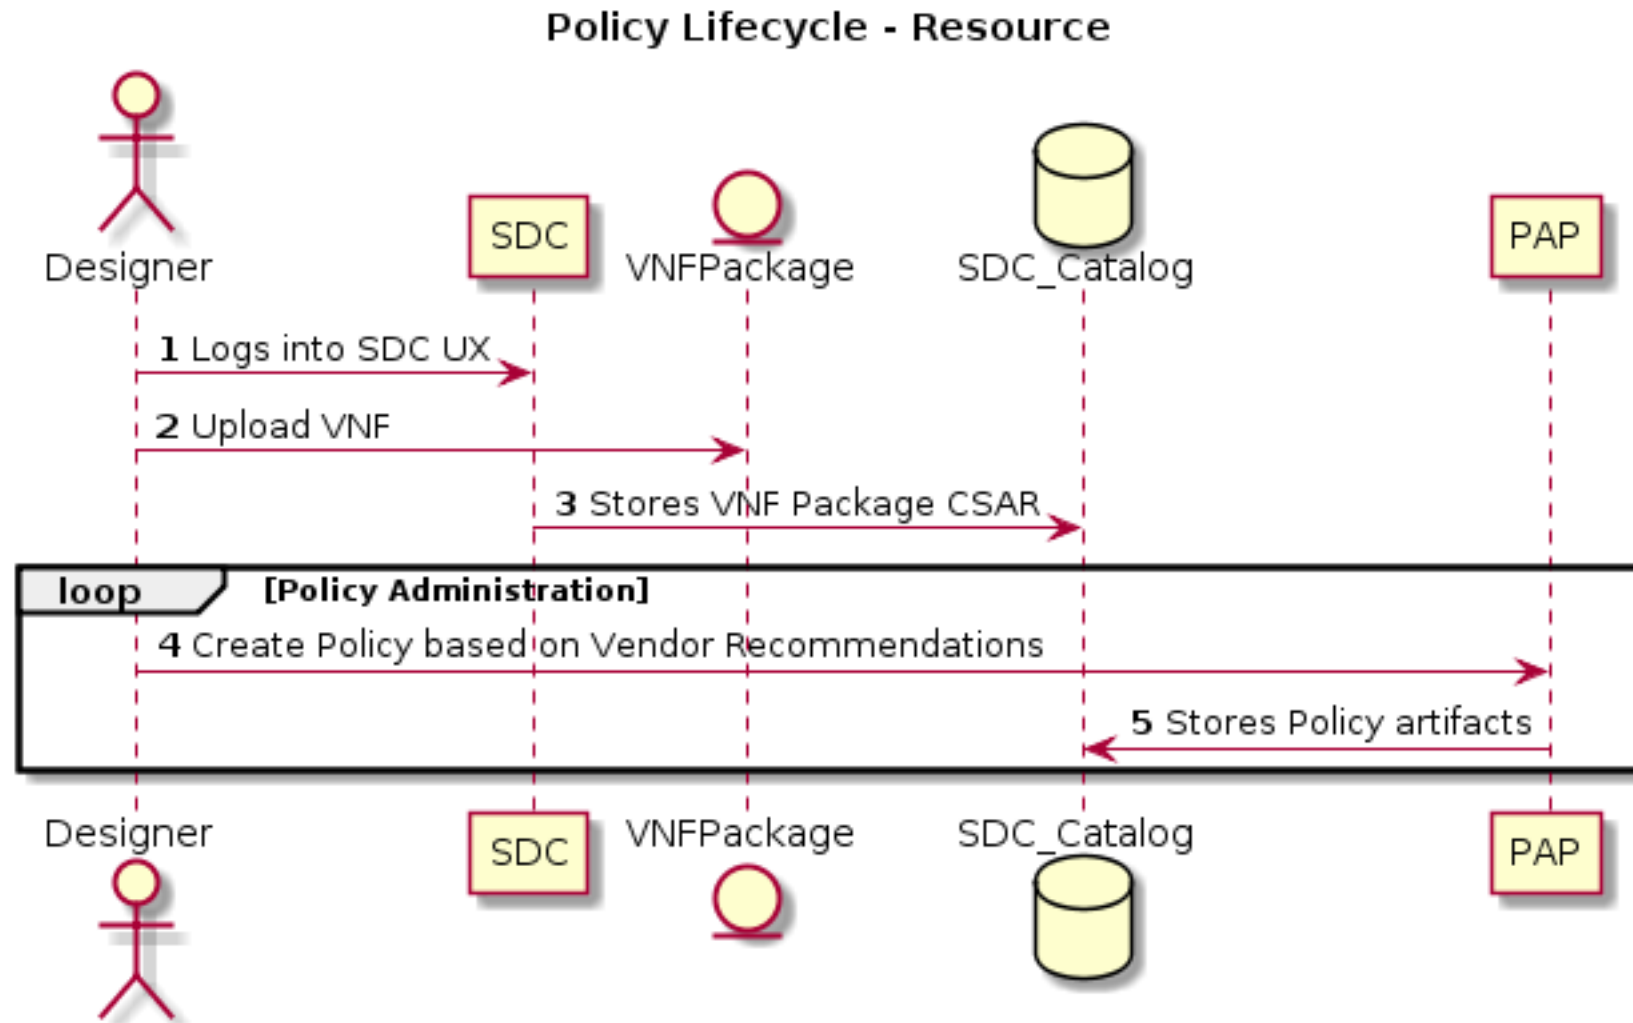 Policy Lifecycle - Resource
Designer
SDC
VNFPackage
SDC_Catalog
PAP
1 Logs into SDC UX
2 Upload VNF
3 Stores VNF Package CSAR
loop [Policy Administration]
4 Create Policy based on Vendor Recommendations
5 Stores Policy artifacts
Designer
SDC
VNFPackage
SDC_Catalog
PAP